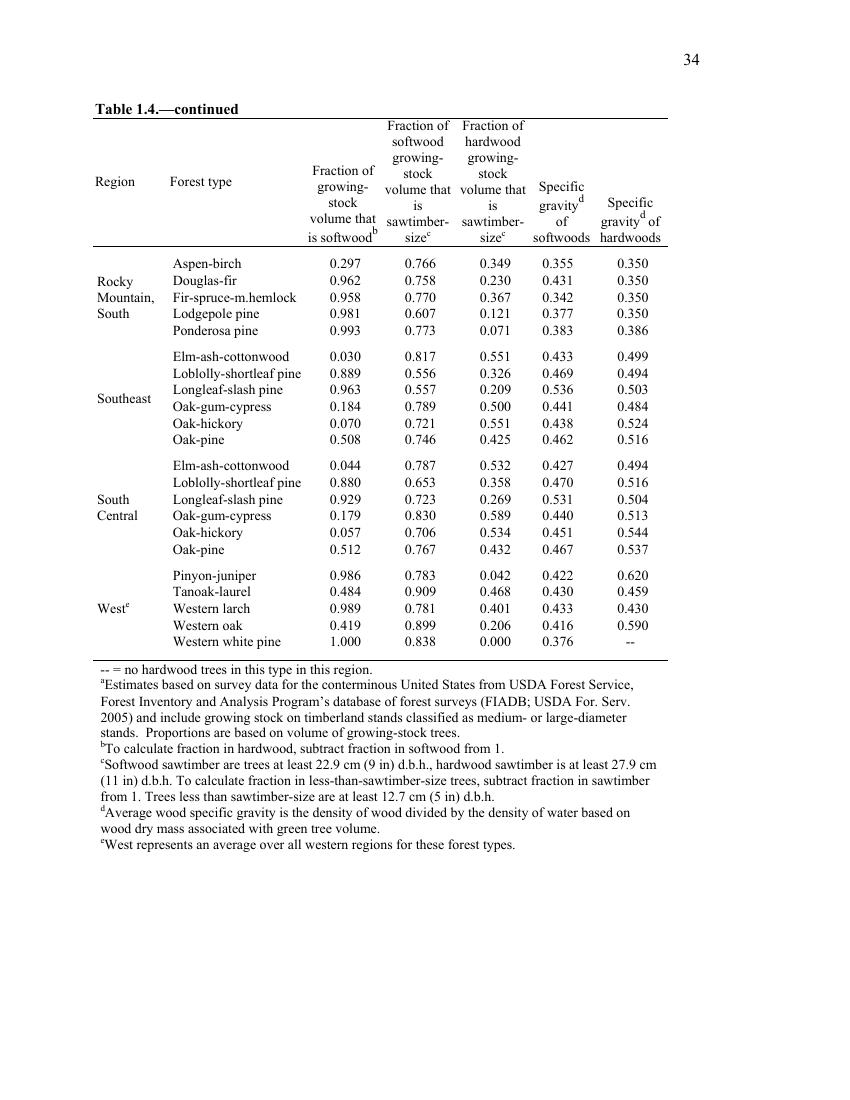 34
Table 1.4.—continued
Region Forest type Fraction of growing-stock volume that is softwoodb Fraction of softwood growing-stock volume that is sawtimber-sizec Fraction of hardwood growing-stock volume that is sawtimber-sizec Specific gravityd of softwoods Specific gravityd of hardwoods
Rocky Mountain, South
Aspen-birch 0.297 0.766 0.349 0.355 0.350
Douglas-fir 0.962 0.758 0.230 0.431 0.350
Fir-spruce-m.hemlock 0.958 0.770 0.367 0.342 0.350
Lodgepole pine 0.981 0.607 0.121 0.377 0.350
Ponderosa pine 0.993 0.773 0.071 0.383 0.386
Southeast
Elm-ash-cottonwood 0.030 0.817 0.551 0.433 0.499
Loblolly-shortleaf pine 0.889 0.556 0.326 0.469 0.494
Longleaf-slash pine 0.963 0.557 0.209 0.536 0.503
Oak-gum-cypress 0.184 0.789 0.500 0.441 0.484
Oak-hickory 0.070 0.721 0.551 0.438 0.524
Oak-pine 0.508 0.746 0.425 0.462 0.516
South Central
Elm-ash-cottonwood 0.044 0.787 0.532 0.427 0.494
Loblolly-shortleaf pine 0.880 0.653 0.358 0.470 0.516
Longleaf-slash pine 0.929 0.723 0.269 0.531 0.504
Oak-gum-cypress 0.179 0.830 0.589 0.440 0.513
Oak-hickory 0.057 0.706 0.534 0.451 0.544
Oak-pine 0.512 0.767 0.432 0.467 0.537
Weste
Pinyon-juniper 0.986 0.783 0.042 0.422 0.620
Tanoak-laurel 0.484 0.909 0.468 0.430 0.459
Western larch 0.989 0.781 0.401 0.433 0.430
Western oak 0.419 0.899 0.206 0.416 0.590
Western white pine 1.000 0.838 0.000 0.376 --
-- = no hardwood trees in this type in this region.
aEstimates based on survey data for the conterminous United States from USDA Forest Service,
Forest Inventory and Analysis Program’s database of forest surveys (FIADB; USDA For. Serv.
2005) and include growing stock on timberland stands classified as medium- or large-diameter
stands. Proportions are based on volume of growing-stock trees.
bTo calculate fraction in hardwood, subtract fraction in softwood from 1.
cSoftwood sawtimber are trees at least 22.9 cm (9 in) d.b.h., hardwood sawtimber is at least 27.9 cm
(11 in) d.b.h. To calculate fraction in less-than-sawtimber-size trees, subtract fraction in sawtimber
from 1. Trees less than sawtimber-size are at least 12.7 cm (5 in) d.b.h.
dAverage wood specific gravity is the density of wood divided by the density of water based on
wood dry mass associated with green tree volume.
eWest represents an average over all western regions for these forest types.